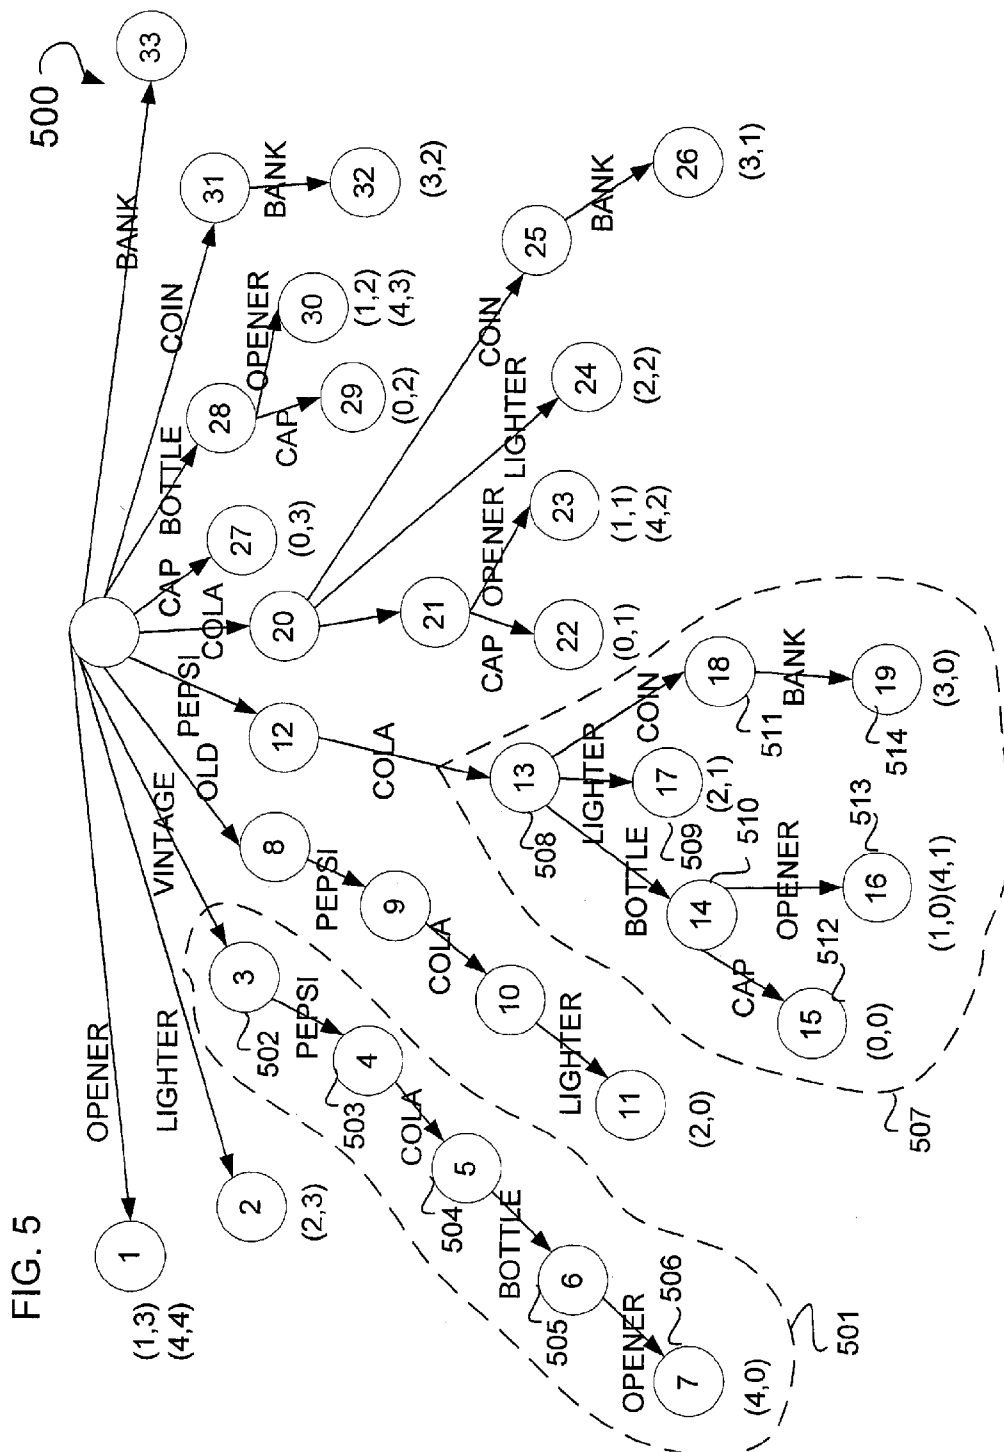 FIG. 5
500
OPENER
LIGHTER
VINTAGE
OLD
PEPSI
COLA
CAP
BOTTLE
COIN
BANK
1
(1,3)
(4,4)
2
(2,3)
3
502
PEPSI
4
503
COLA
5
504
BOTTLE
6
505
OPENER
7
506
(4,0)
501
8
PEPSI
9
COLA
10
LIGHTER
11
(2,0)
12
COLA
13
508
BOTTLE
LIGHTER
COIN
14
510
CAP
OPENER
15
512
(0,0)
16
513
(1,0)(4,1)
17
509
(2,1)
18
511
BANK
19
514
(3,0)
507
20
LIGHTER
COIN
21
CAP
OPENER
22
(0,1)
23
(1,1)
(4,2)
24
(2,2)
25
BANK
26
(3,1)
27
(0,3)
28
CAP
OPENER
29
(0,2)
30
(1,2)
(4,3)
31
BANK
32
(3,2)
33